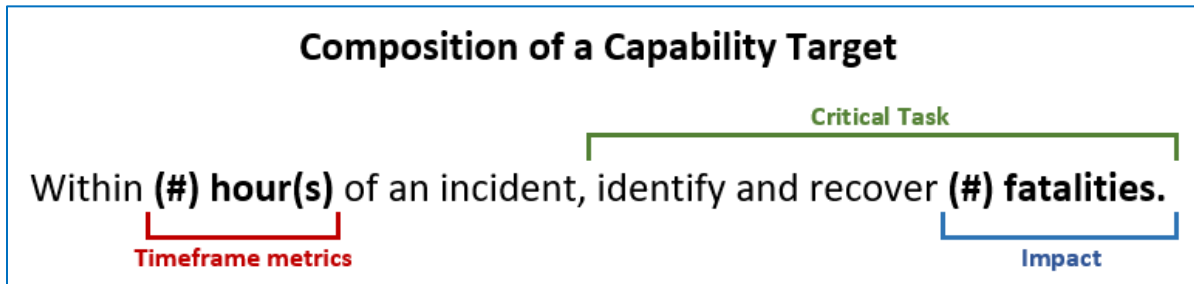 Composition of a Capability Target
Critical Task
Within (#) hour(s) of an incident, identify and recover (#) fatalities.
Timeframe metrics
Impact